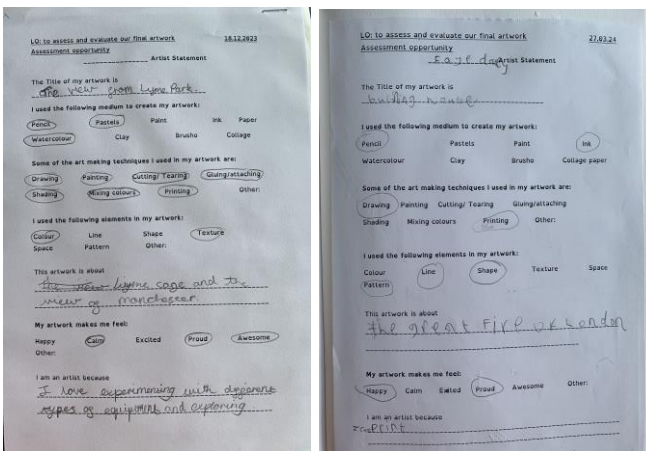 LO: to assess and evaluate our final artwork 18.12.2023
Assessment opportunity
Artist Statement
The Title of my artwork is
The view from Lyme Park
I used the following medium to create my artwork:
Pencil Pastels Paint Ink Paper
Watercolour Clay Brusho Collage
Some of the art making techniques I used in my artwork are:
Drawing Painting Cutting/ Tearing Gluing/attaching
Shading Mixing colours Printing Other:
I used the following elements in my artwork:
Colour Line Shape Texture
Space Pattern Other:
This artwork is about
the view lyme cage and the
view of manchester
My artwork makes me feel:
Happy Calm Excited Proud Awesome
Other:
I am an artist because
I love experimening with different
types of equipment and exploring
LO: to assess and evaluate our final artwork 27.03.24
Assessment opportunity
Artist Statement
The Title of my artwork is
I used the following medium to create my artwork:
Pencil Pastels Paint Ink
Watercolour Clay Brusho Collage paper
Some of the art making techniques I used in my artwork are:
Drawing Painting Cutting/ Tearing Gluing/attaching
Shading Mixing colours Printing Other:
I used the following elements in my artwork:
Colour Line Shape Texture Space
Pattern
This artwork is about
the great Fire of London
My artwork makes me feel:
Happy Calm Excited Proud Awesome Other:
I am an artist because
I print